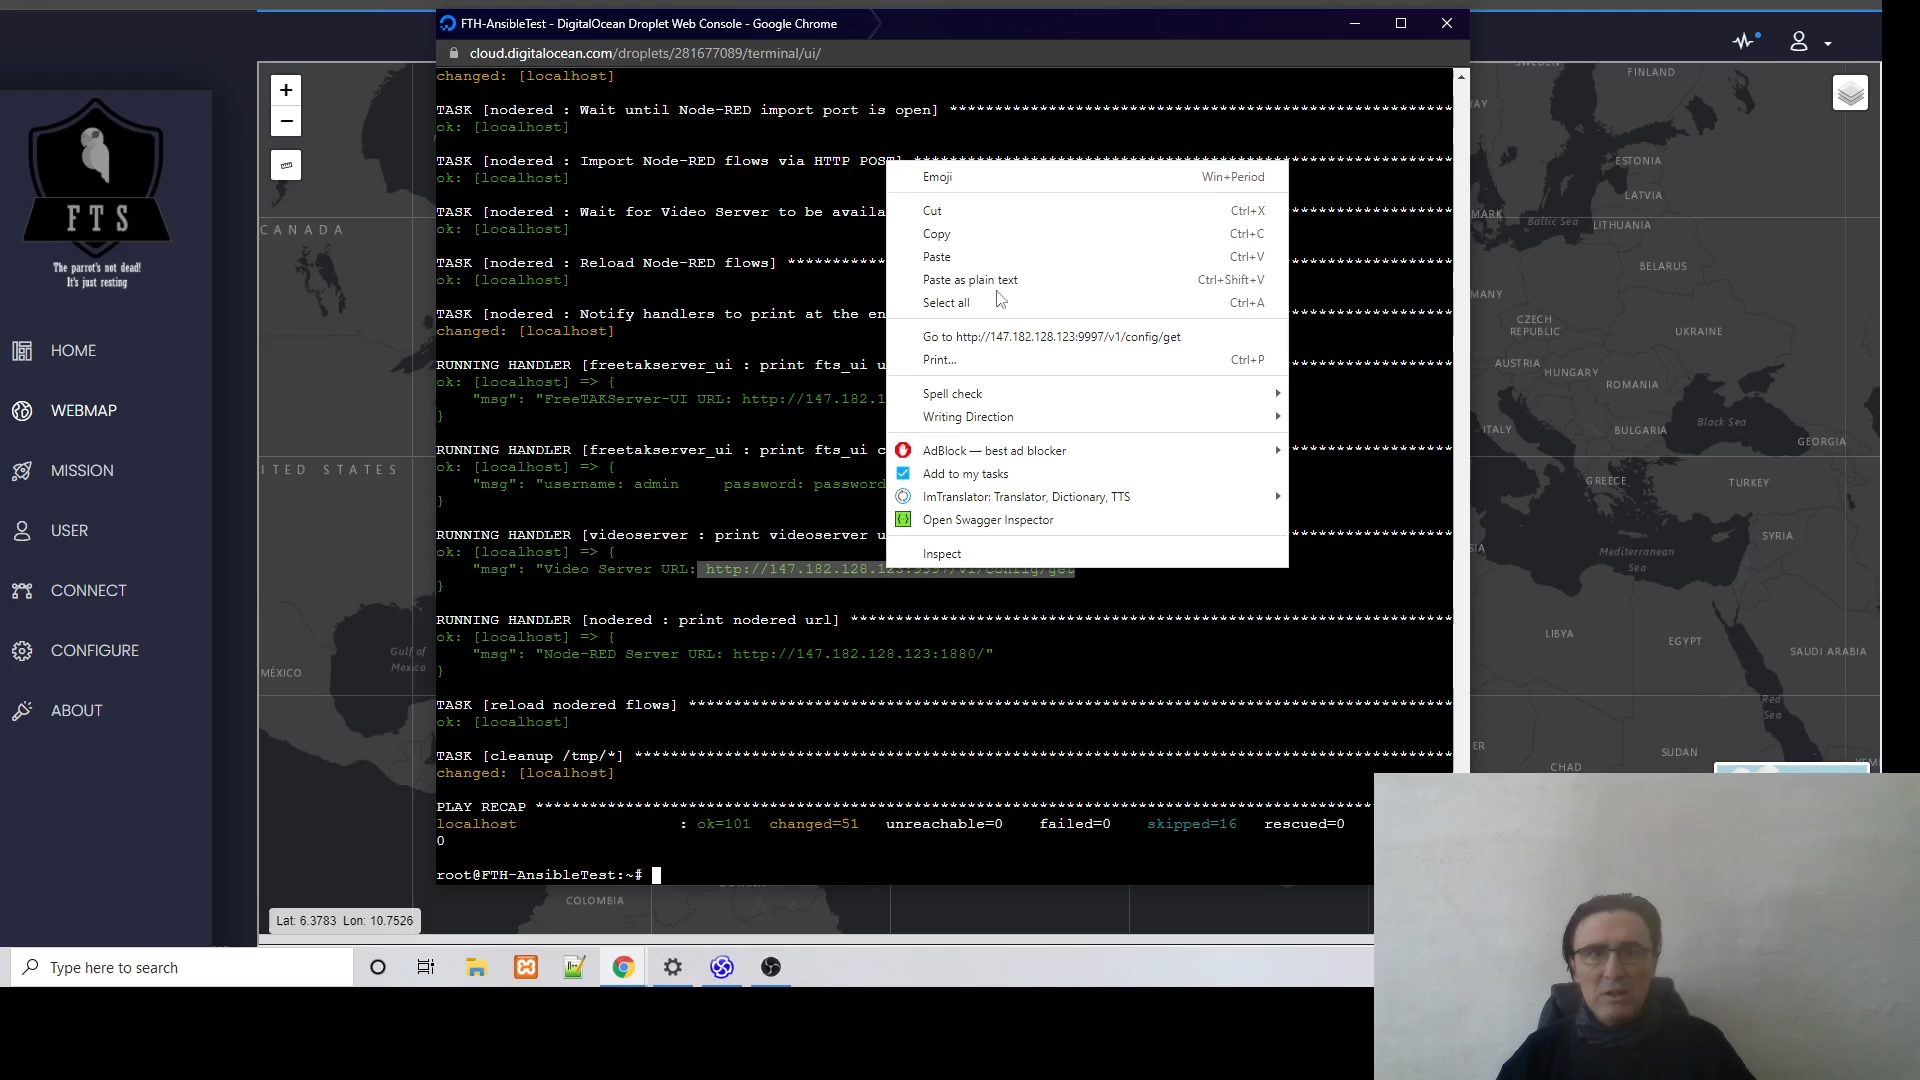 FTH-AnsibleTest - DigitalOcean Droplet Web Console - Google Chrome
cloud.digitalocean.com/droplets/281677089/terminal/ui/
changed: [localhost]
TASK [nodered : Wait until Node-RED import port is open] *********************************************************
ok: [localhost]
TASK [nodered : Import Node-RED flows via HTTP POST] *************************************************************
ok: [localhost]
TASK [nodered : Wait for Video Server to be availa
******************
ok: [localhost]
TASK [nodered : Reload Node-RED flows] ***********
******************
ok: [localhost]
TASK [nodered : Notify handlers to print at the en
******************
changed: [localhost]
RUNNING HANDLER [freetakserver_ui : print fts_ui u
******************
ok: [localhost] => {
"msg": "FreeTAKServer-UI URL: http://147.182.1
}
RUNNING HANDLER [freetakserver_ui : print fts_ui c
******************
ok: [localhost] => {
"msg": "username: admin password: password
}
RUNNING HANDLER [videoserver : print videoserver u
******************
ok: [localhost] => {
"msg": "Video Server URL: http://147.182.128.123:9997/v1/config/get
}
RUNNING HANDLER [nodered : print nodered url] ********************************************************************
ok: [localhost] => {
"msg": "Node-RED Server URL: http://147.182.128.123:1880/"
}
TASK [reload nodered flows] **************************************************************************************
ok: [localhost]
TASK [cleanup /tmp/*] ********************************************************************************************
changed: [localhost]
PLAY RECAP *********************************************************************************************
localhost : ok=101 changed=51 unreachable=0 failed=0 skipped=16 rescued=0
0
root@FTH-AnsibleTest:~#
Emoji Win+Period
Cut Ctrl+X
Copy Ctrl+C
Paste Ctrl+V
Paste as plain text Ctrl+Shift+V
Select all Ctrl+A
Go to http://147.182.128.123:9997/v1/config/get
Print... Ctrl+P
Spell check
Writing Direction
AdBlock — best ad blocker
Add to my tasks
ImTranslator: Translator, Dictionary, TTS
Open Swagger Inspector
Inspect
FTS
The parrot's not dead!
It's just resting
HOME
WEBMAP
MISSION
USER
CONNECT
CONFIGURE
ABOUT
+
−
CANADA
ITED STATES
Gulf of
Mexico
MÉXICO
COLOMBIA
SWEDEN
FINLAND
WAY
ESTONIA
LATVIA
MARK
Baltic Sea
LITHUANIA
BELARUS
MANY
CZECH
REPUBLIC
UKRAINE
AUSTRIA
HUNGARY
ROMANIA
ITALY
BULGARIA
Black Sea
GEORGIA
GREECE
TURKEY
SYRIA
SIA
Mediterranean
Sea
LIBYA
EGYPT
SAUDI ARABIA
Red
Sea
ER
SUDAN
CHAD
YEM
Lat: 6.3783 Lon: 10.7526
Type here to search